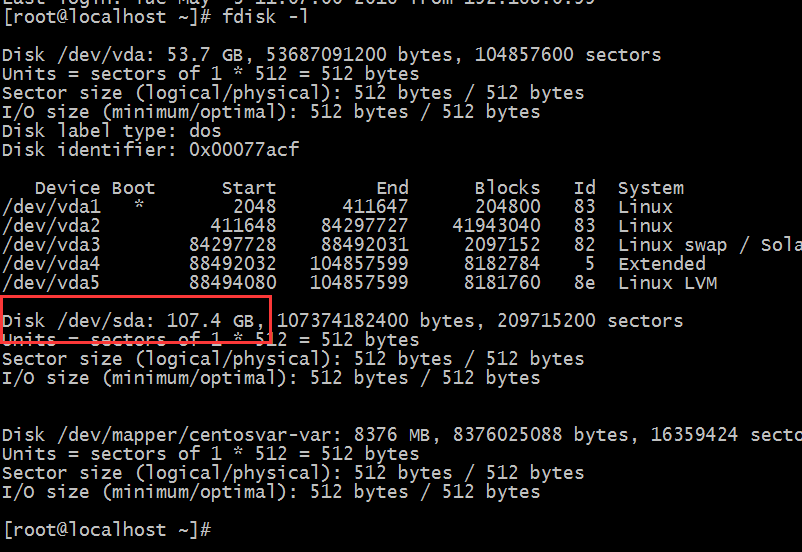 [root@localhost ~]# fdisk -l
Disk /dev/vda: 53.7 GB, 53687091200 bytes, 104857600 sectors
Units = sectors of 1 * 512 = 512 bytes
Sector size (logical/physical): 512 bytes / 512 bytes
I/O size (minimum/optimal): 512 bytes / 512 bytes
Disk label type: dos
Disk identifier: 0x00077acf
Device Boot Start End Blocks Id System
/dev/vda1 * 2048 411647 204800 83 Linux
/dev/vda2 411648 84297727 41943040 83 Linux
/dev/vda3 84297728 88492031 2097152 82 Linux swap / Sola
/dev/vda4 88492032 104857599 8182784 5 Extended
/dev/vda5 88494080 104857599 8181760 8e Linux LVM
Disk /dev/sda: 107.4 GB, 107374182400 bytes, 209715200 sectors
Units = sectors of 1 * 512 = 512 bytes
Sector size (logical/physical): 512 bytes / 512 bytes
I/O size (minimum/optimal): 512 bytes / 512 bytes
Disk /dev/mapper/centosvar-var: 8376 MB, 8376025088 bytes, 16359424 secto
Units = sectors of 1 * 512 = 512 bytes
Sector size (logical/physical): 512 bytes / 512 bytes
I/O size (minimum/optimal): 512 bytes / 512 bytes
[root@localhost ~]#